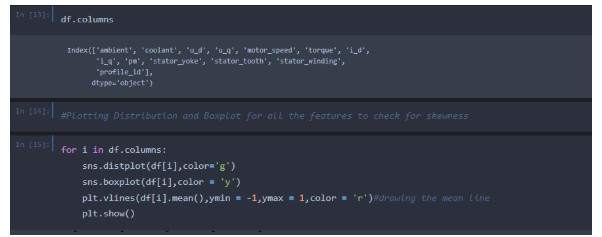 In [13]: df.columns
Index(['ambient', 'coolant', 'u_d', 'u_q', 'motor_speed', 'torque', 'i_d',
'i_q', 'pm', 'stator_yoke', 'stator_tooth', 'stator_winding',
'profile_id'],
dtype='object')
In [14]: #Plotting Distribution and Boxplot for all the features to check for skewness
In [15]: for i in df.columns:
sns.distplot(df[i],color='g')
sns.boxplot(df[i],color = 'y')
plt.vlines(df[i].mean(),ymin = -1,ymax = 1,color = 'r')#drawing the mean line
plt.show()